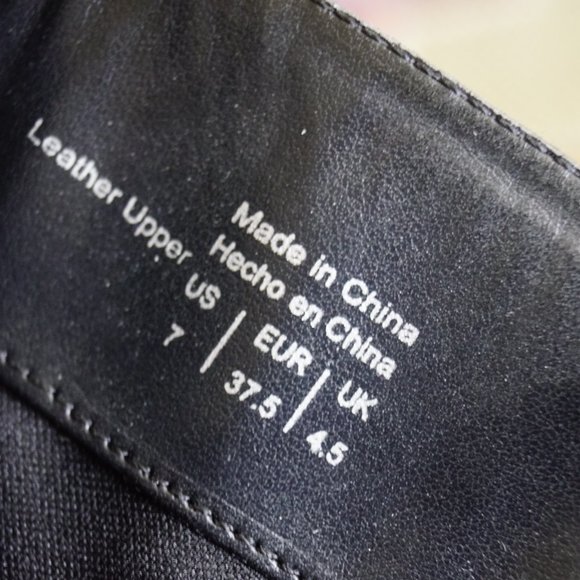 Made in China
Hecho en China
Leather Upper
US | EUR | UK
7 | 37.5 | 4.5